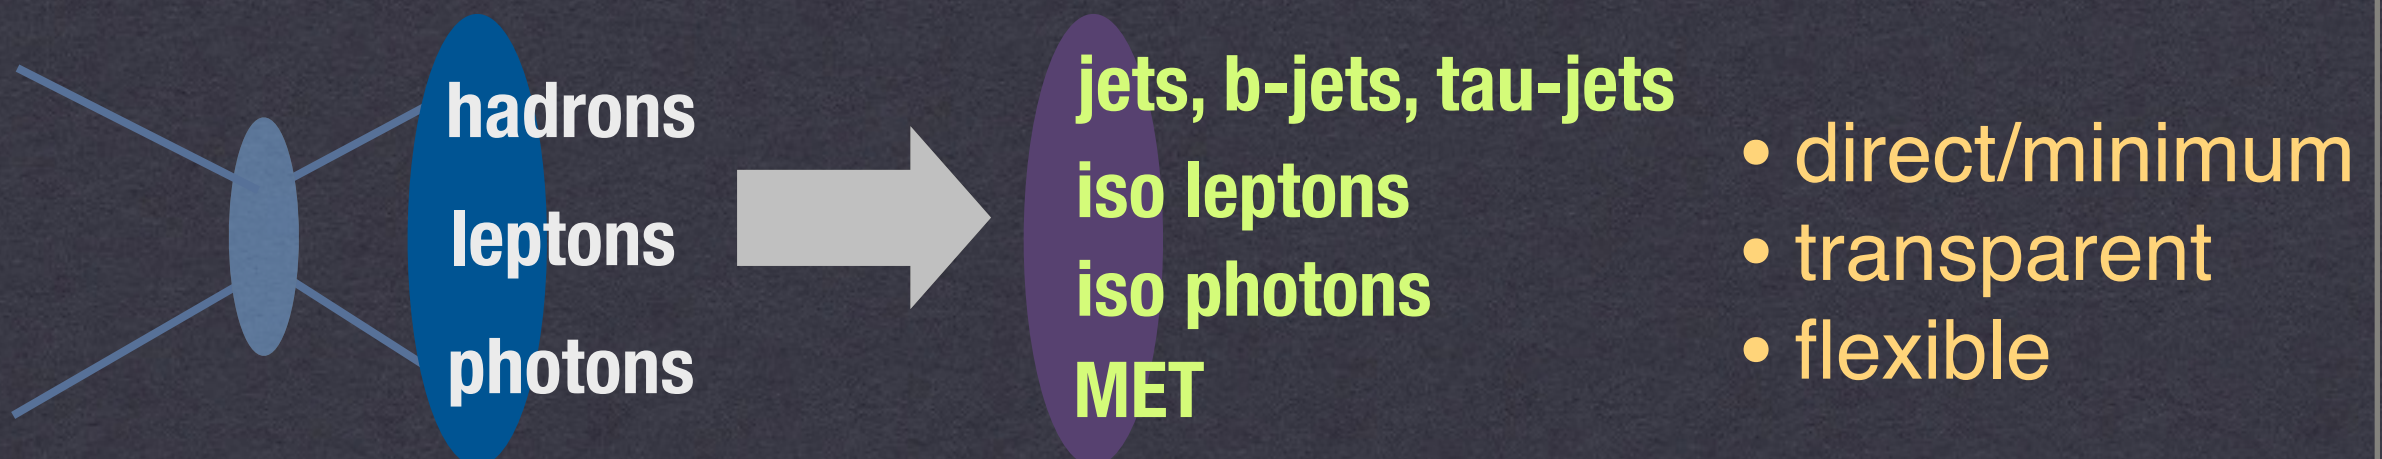 hadrons
leptons
photons
jets, b-jets, tau-jets
iso leptons
iso photons
MET
• direct/minimum
• transparent
• flexible